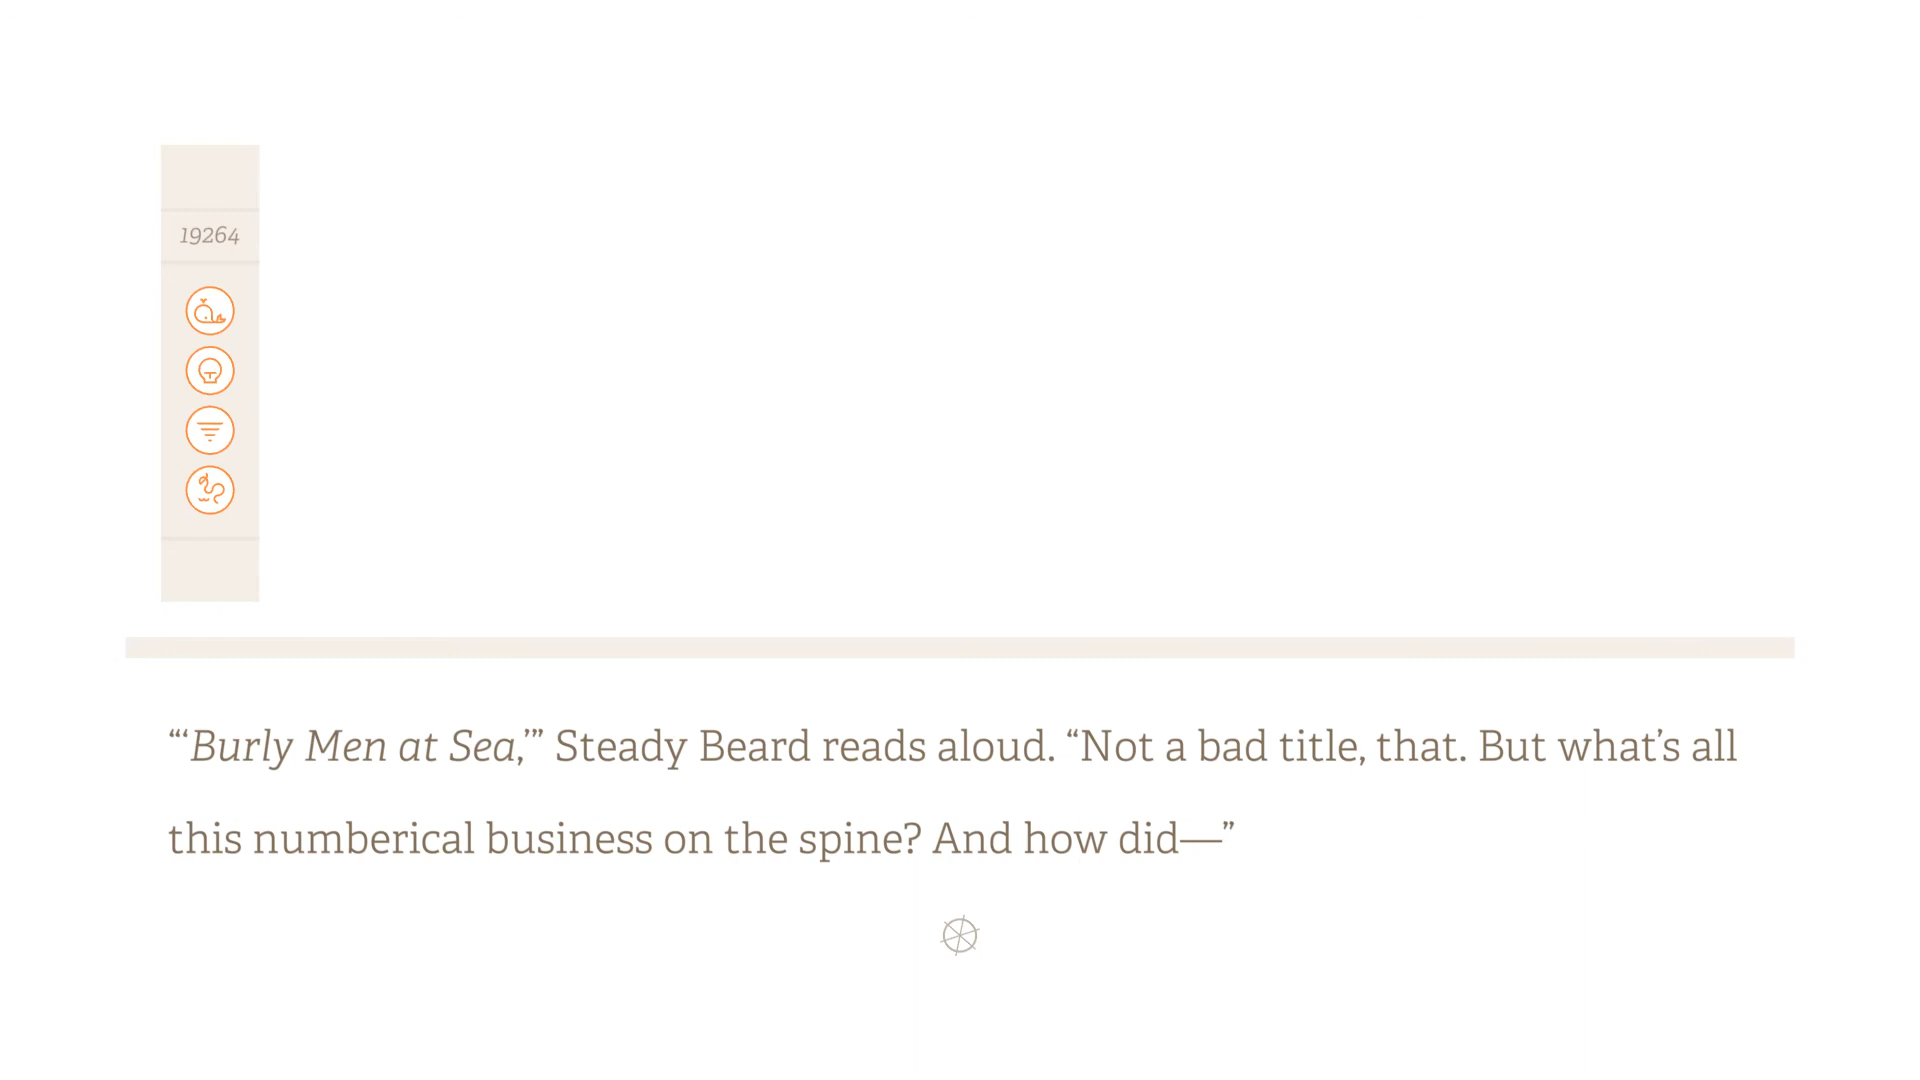 19264
“‘Burly Men at Sea,’” Steady Beard reads aloud. “Not a bad title, that. But what’s all
this numberical business on the spine? And how did—”